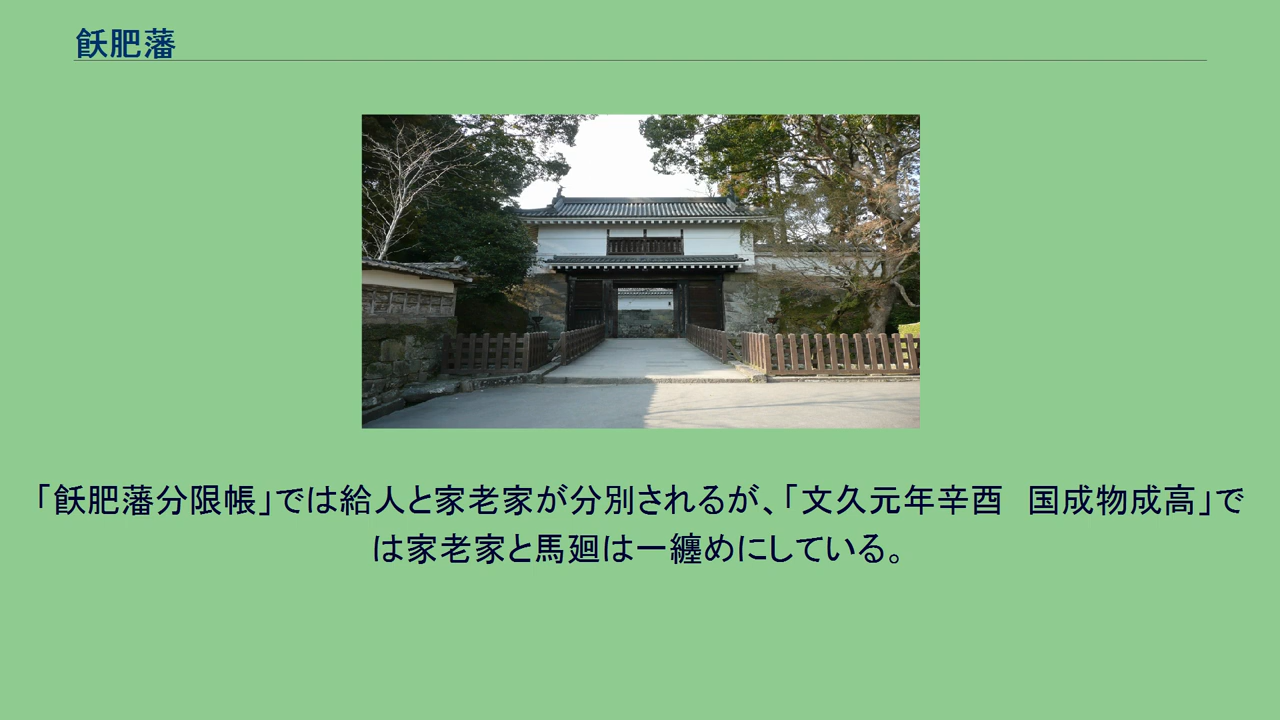 飫肥藩
「飫肥藩分限帳」では給人と家老家が分別されるが、「文久元年辛酉　国成物成高」で
は家老家と馬廻は一纏めにしている。